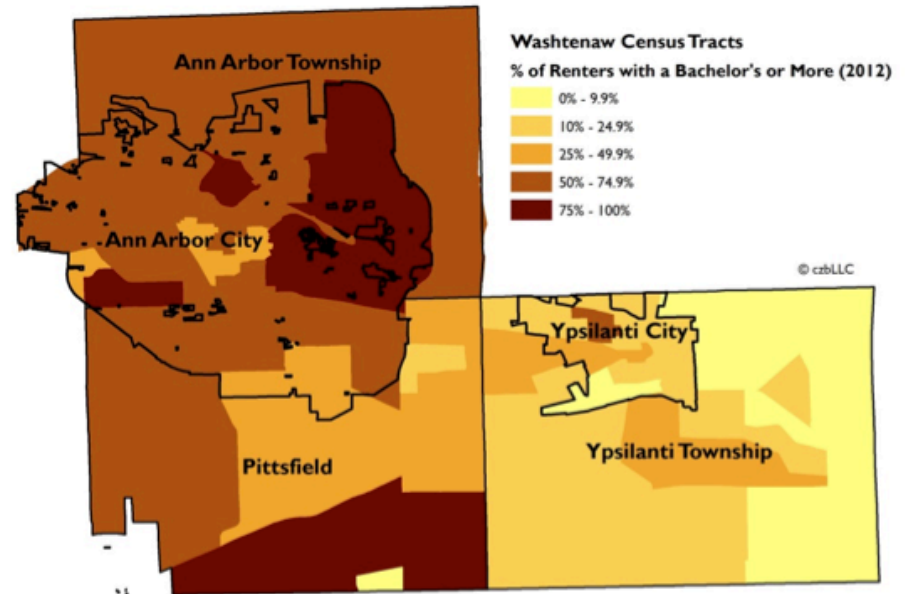 Washtenaw Census Tracts
% of Renters with a Bachelor's or More (2012)
0% - 9.9%
10% - 24.9%
25% - 49.9%
50% - 74.9%
75% - 100%
© czbLLC
Ann Arbor Township
Ann Arbor City
Ypsilanti City
Pittsfield
Ypsilanti Township